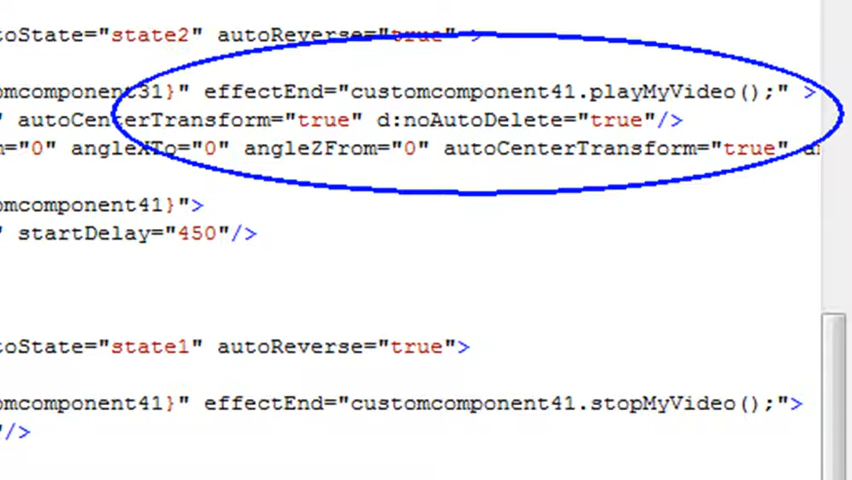 toState="state2" autoReverse="true" >
omcomponent31}" effectEnd="customcomponent41.playMyVideo();" >
" autoCenterTransform="true" d:noAutoDelete="true"/>
m="0" angleXTo="0" angleZFrom="0" autoCenterTransform="true" d:
omcomponent41}">
" startDelay="450"/>
toState="state1" autoReverse="true">
omcomponent41}" effectEnd="customcomponent41.stopMyVideo();">
"/>